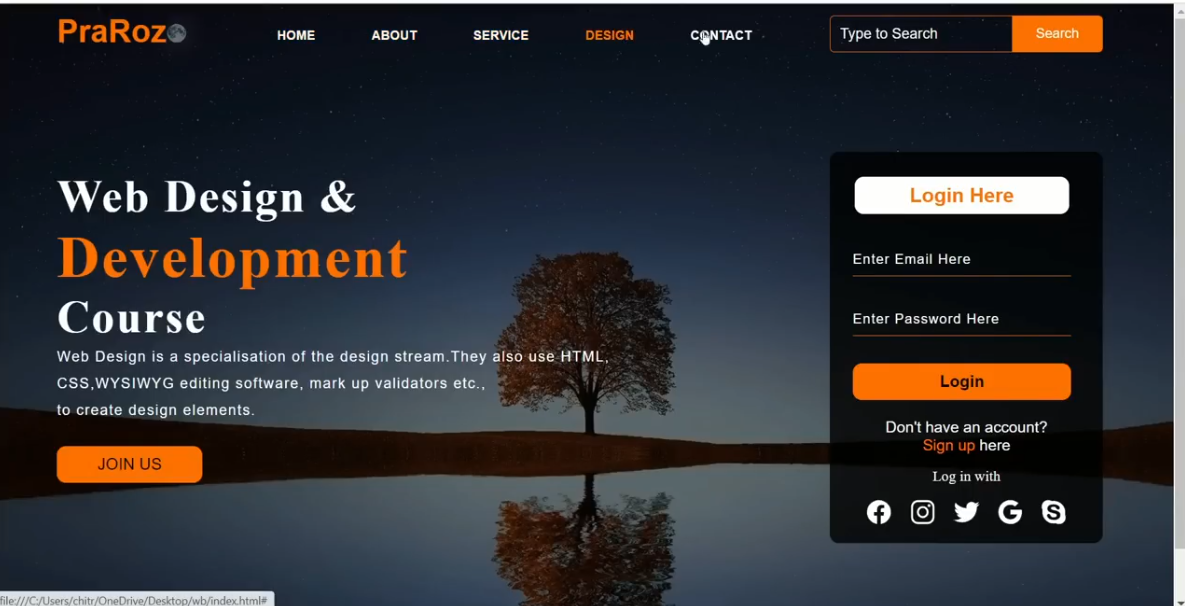 PraRoz
HOME ABOUT SERVICE DESIGN CONTACT
Type to Search Search
Web Design &
Development
Course
Web Design is a specialisation of the design stream.They also use HTML,
CSS,WYSIWYG editing software, mark up validators etc.,
to create design elements.
JOIN US
Login Here
Enter Email Here
Enter Password Here
Login
Don't have an account?
Sign up here
Log in with
file:///C:/Users/chitr/OneDrive/Desktop/wb/index.html#